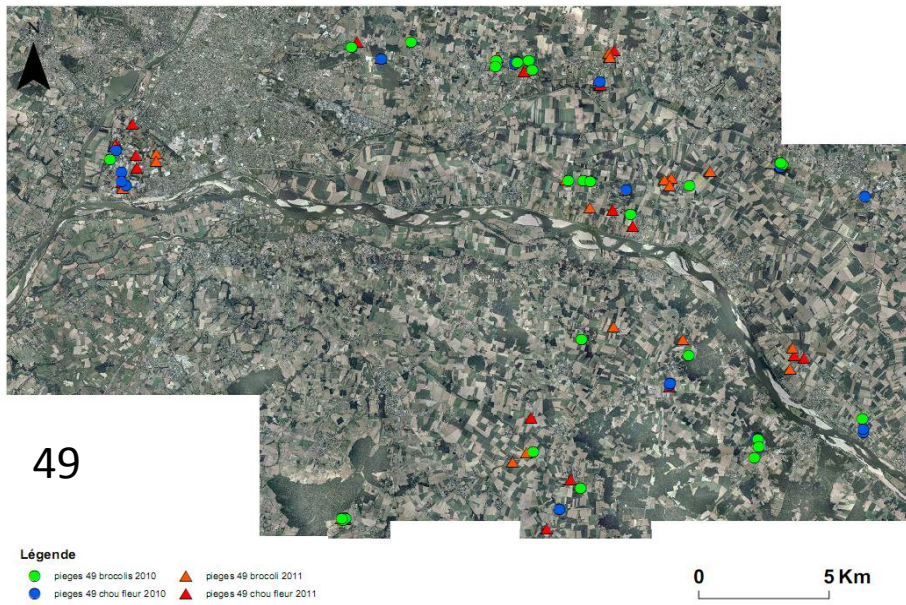 N
49
Légende
pieges 49 brocolis 2010 pieges 49 brocoli 2011
pieges 49 chou fleur 2010 pieges 49 chou fleur 2011
0 5 Km